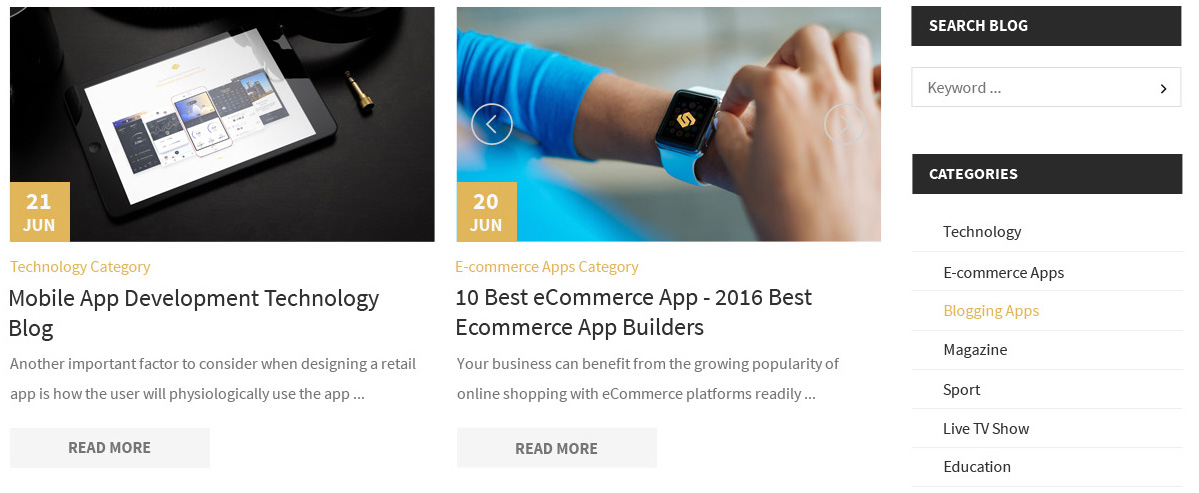 21
JUN
Technology Category
Mobile App Development Technology
Blog
Another important factor to consider when designing a retail
app is how the user will physiologically use the app ...
READ MORE
20
JUN
E-commerce Apps Category
10 Best eCommerce App - 2016 Best
Ecommerce App Builders
Your business can benefit from the growing popularity of
online shopping with eCommerce platforms readily ...
READ MORE
SEARCH BLOG
Keyword ...
CATEGORIES
Technology
E-commerce Apps
Blogging Apps
Magazine
Sport
Live TV Show
Education